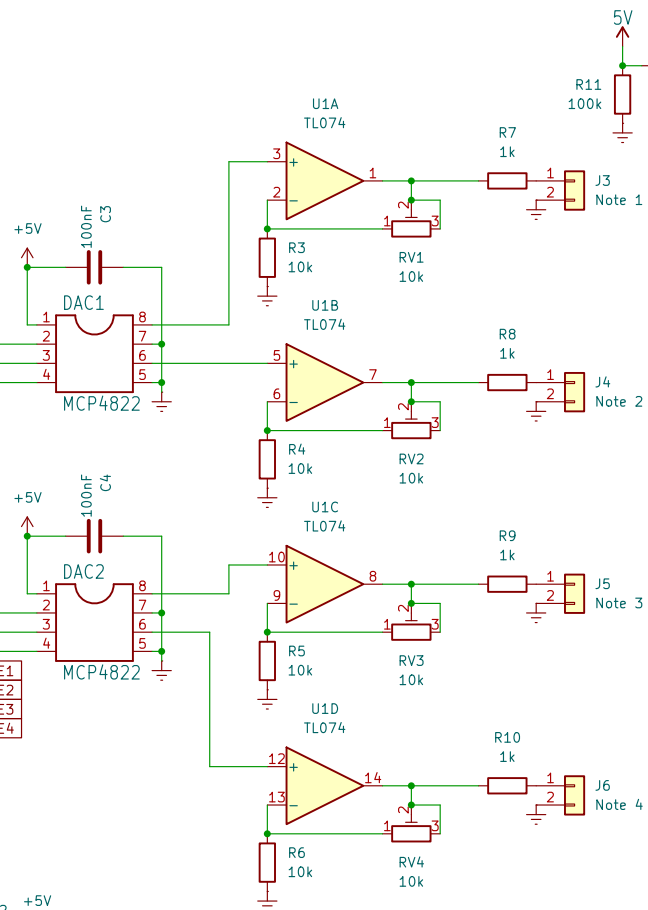 5V
R11
100k
U1A
TL074
R7
1k
3
+
1
2
−
1
2
J3
Note 1
2
1
3
R3
10k
RV1
10k
100nF
C3
+5V
DAC1
1
2
3
4
8
7
6
5
MCP4822
U1B
TL074
R8
1k
5
+
7
6
−
1
2
J4
Note 2
2
1
3
R4
10k
RV2
10k
100nF
C4
+5V
DAC2
1
2
3
4
8
7
6
5
MCP4822
U1C
TL074
R9
1k
10
+
8
9
−
1
2
J5
Note 3
2
1
3
R5
10k
RV3
10k
E1
E2
E3
E4
U1D
TL074
R10
1k
12
+
14
13
−
1
2
J6
Note 4
2
1
3
R6
10k
RV4
10k
+5V